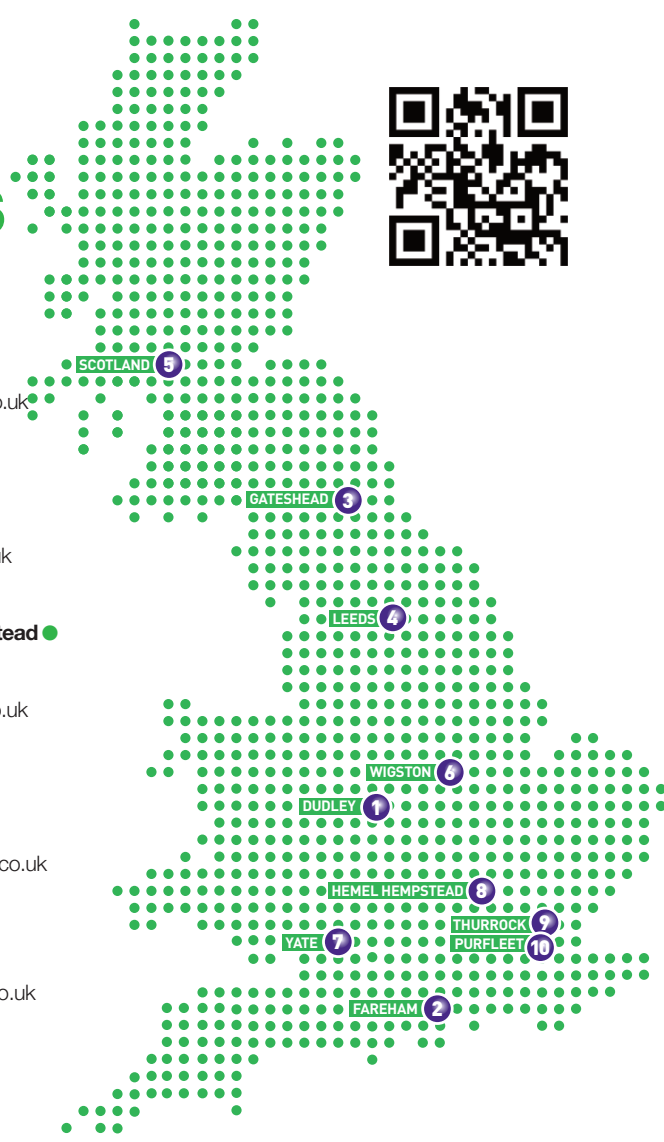 S
SCOTLAND 5
o.uk
GATESHEAD 3
uk
LEEDS 4
tead
o.uk
WIGSTON 6
DUDLEY 1
co.uk
HEMEL HEMPSTEAD 8
THURROCK 9
YATE 7
PURFLEET 10
o.uk
FAREHAM 2